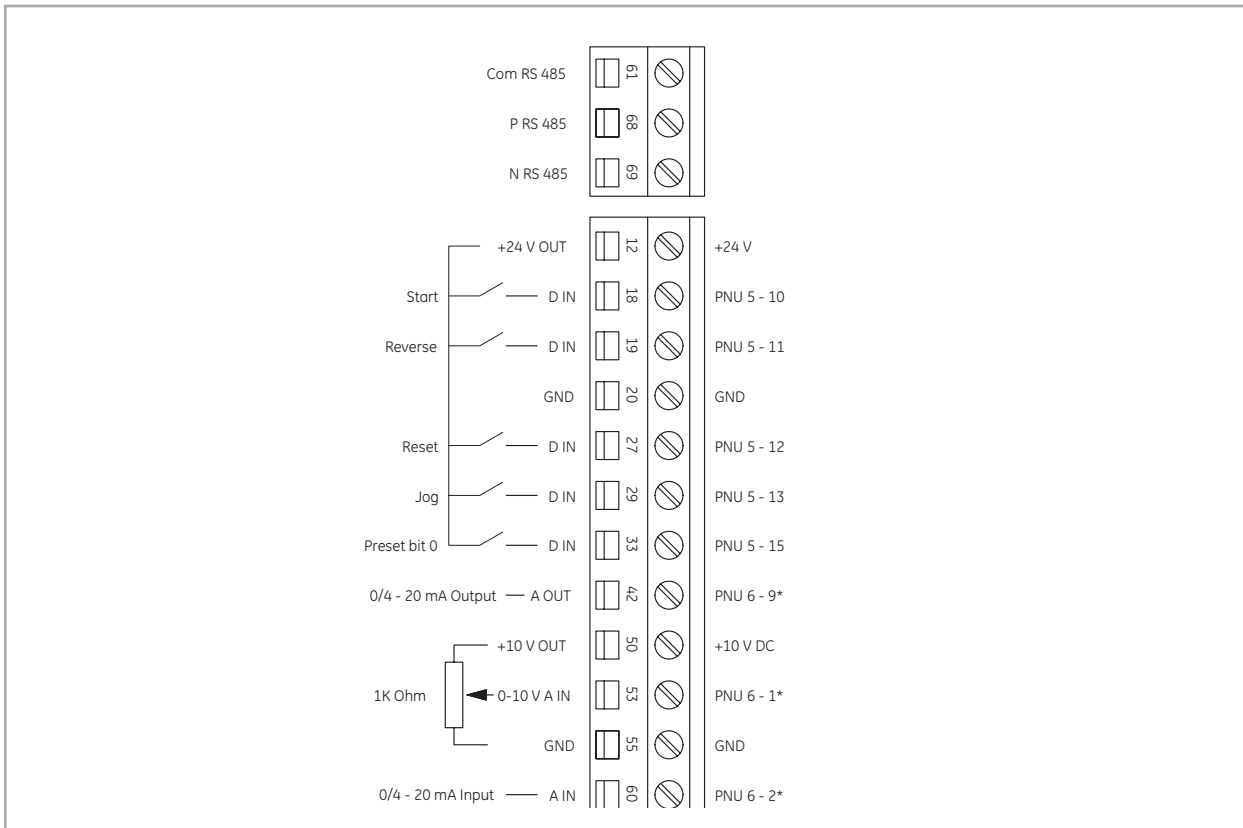 Com RS 485 61
P RS 485 68
N RS 485 69
+24 V OUT 12 +24 V
Start D IN 18 PNU 5 - 10
Reverse D IN 19 PNU 5 - 11
GND 20 GND
Reset D IN 27 PNU 5 - 12
Jog D IN 29 PNU 5 - 13
Preset bit 0 D IN 33 PNU 5 - 15
0/4 - 20 mA Output A OUT 42 PNU 6 - 9*
+10 V OUT 50 +10 V DC
1K Ohm 0-10 V A IN 53 PNU 6 - 1*
GND 55 GND
0/4 - 20 mA Input A IN 60 PNU 6 - 2*